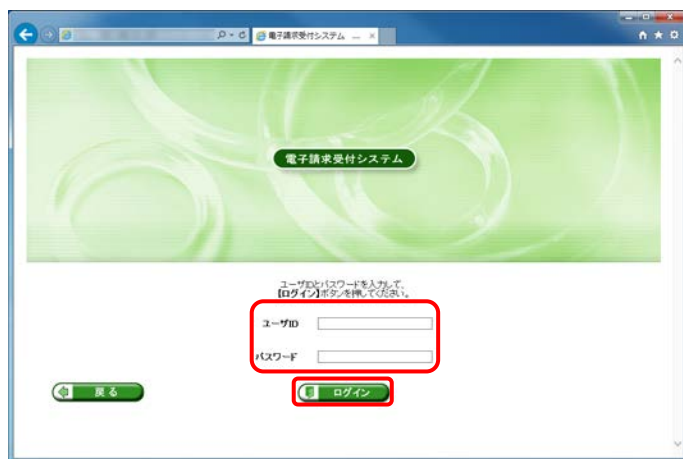 電子請求受付システム ...
電子請求受付システム
ユーザIDとパスワードを入力して、
【ログイン】ボタンを押してください。
ユーザID
パスワード
戻る
ログイン